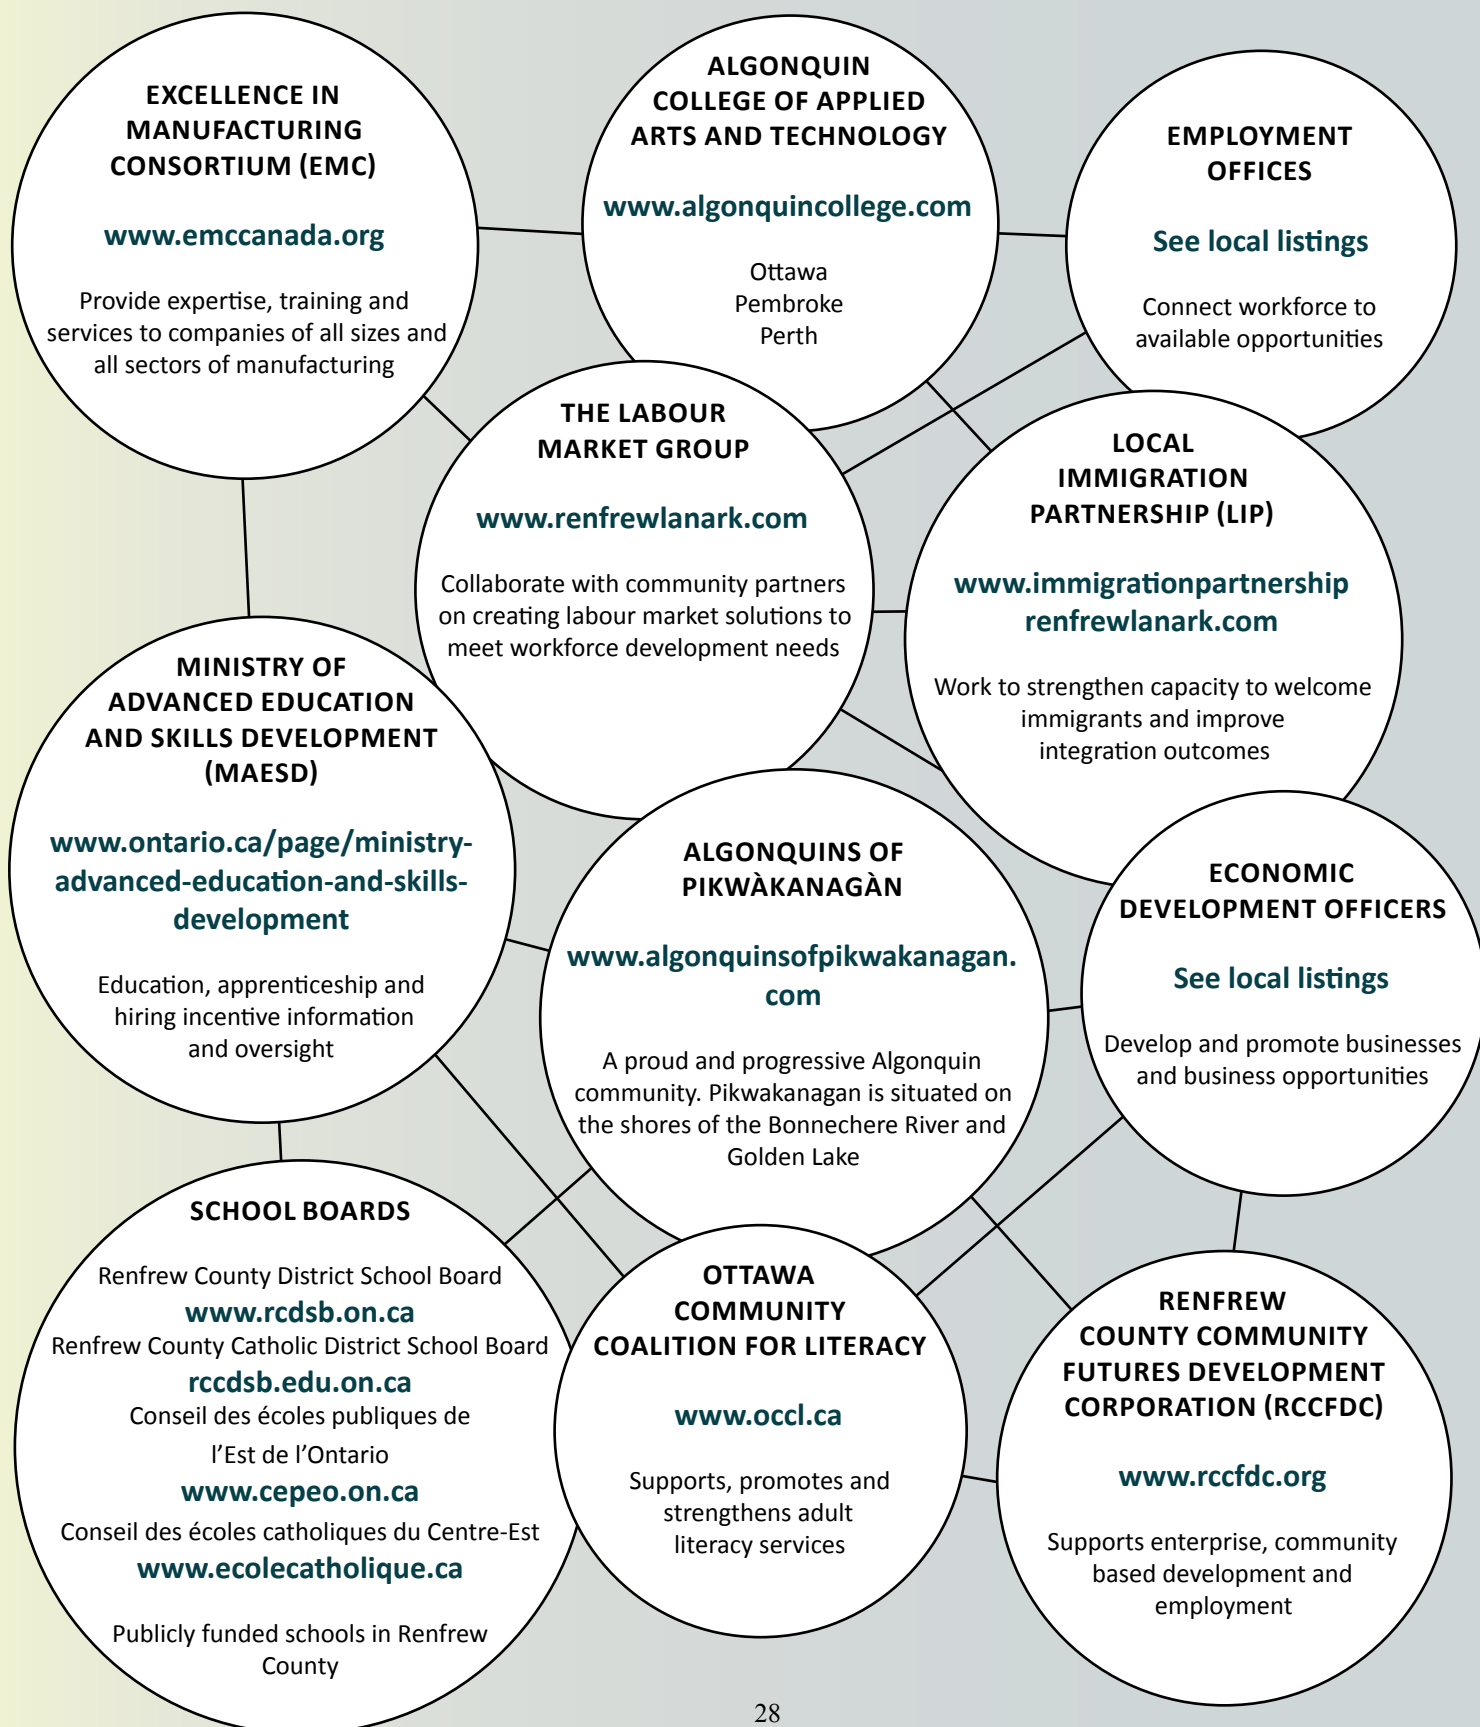 EXCELLENCE IN
MANUFACTURING
CONSORTIUM (EMC)
www.emccanada.org
Provide expertise, training and
services to companies of all sizes and
all sectors of manufacturing
ALGONQUIN
COLLEGE OF APPLIED
ARTS AND TECHNOLOGY
www.algonquincollege.com
Ottawa
Pembroke
Perth
EMPLOYMENT
OFFICES
See local listings
Connect workforce to
available opportunities
THE LABOUR
MARKET GROUP
www.renfrewlanark.com
Collaborate with community partners
on creating labour market solutions to
meet workforce development needs
LOCAL
IMMIGRATION
PARTNERSHIP (LIP)
www.immigrationpartnership
renfrewlanark.com
Work to strengthen capacity to welcome
immigrants and improve
integration outcomes
MINISTRY OF
ADVANCED EDUCATION
AND SKILLS DEVELOPMENT
(MAESD)
www.ontario.ca/page/ministry-
advanced-education-and-skills-
development
Education, apprenticeship and
hiring incentive information
and oversight
ALGONQUINS OF
PIKWÀKANAGÀN
www.algonquinsofpikwakanagan.
com
A proud and progressive Algonquin
community. Pikwakanagan is situated on
the shores of the Bonnechere River and
Golden Lake
ECONOMIC
DEVELOPMENT OFFICERS
See local listings
Develop and promote businesses
and business opportunities
SCHOOL BOARDS
Renfrew County District School Board
www.rcdsb.on.ca
Renfrew County Catholic District School Board
rccdsb.edu.on.ca
Conseil des écoles publiques de
l’Est de l’Ontario
www.cepeo.on.ca
Conseil des écoles catholiques du Centre-Est
www.ecolecatholique.ca
Publicly funded schools in Renfrew
County
OTTAWA
COMMUNITY
COALITION FOR LITERACY
www.occl.ca
Supports, promotes and
strengthens adult
literacy services
RENFREW
COUNTY COMMUNITY
FUTURES DEVELOPMENT
CORPORATION (RCCFDC)
www.rccfdc.org
Supports enterprise, community
based development and
employment
28